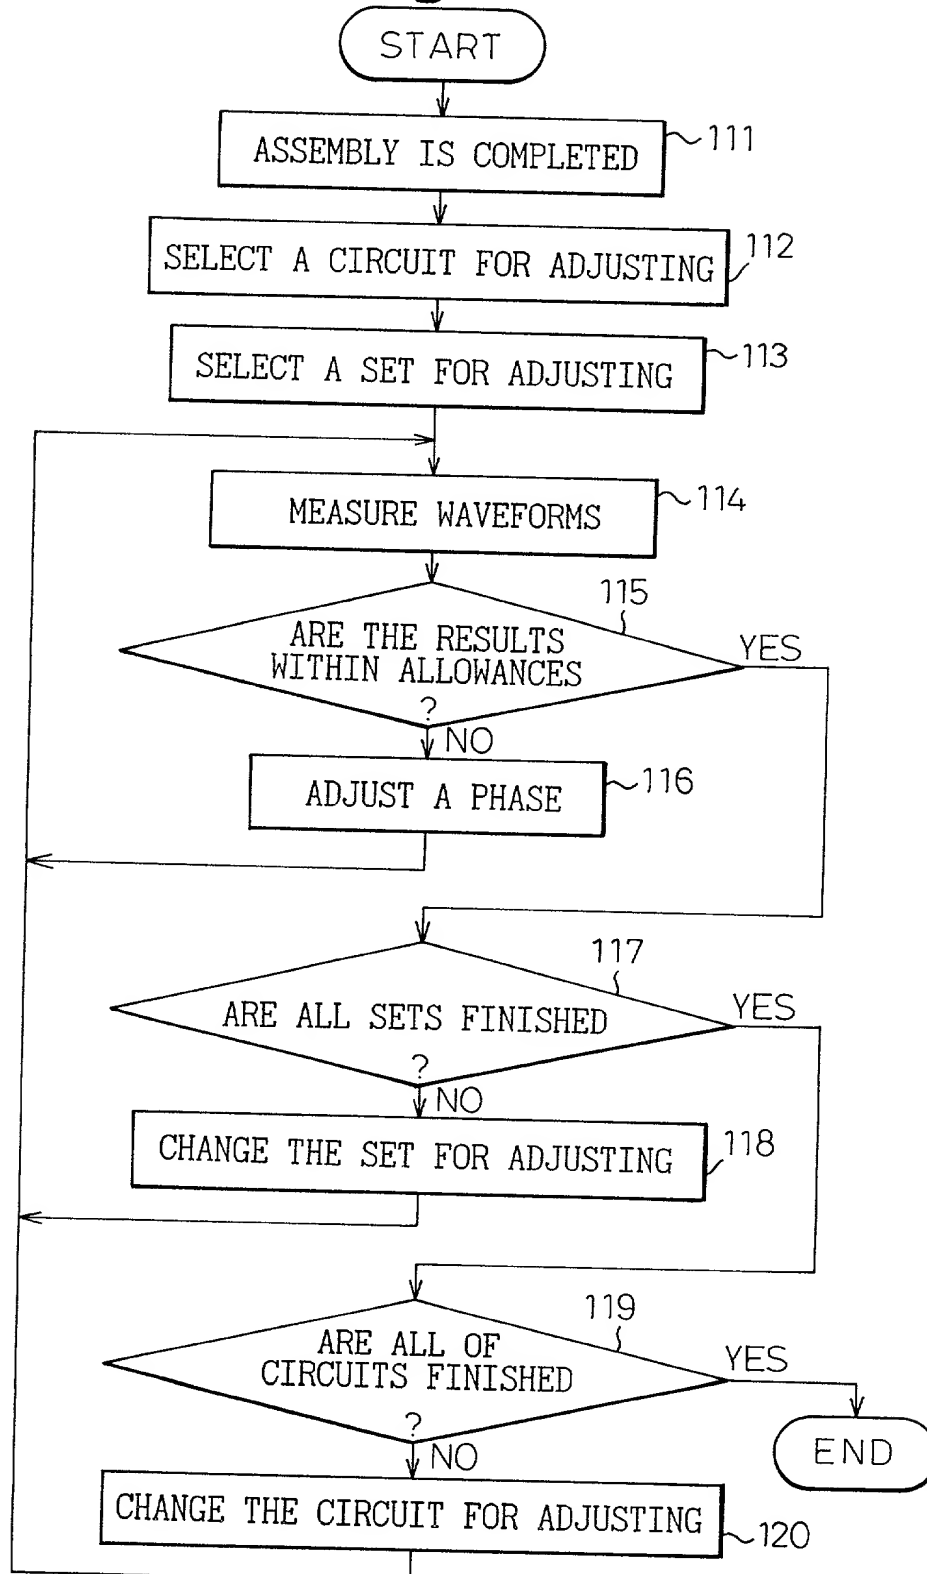 START
ASSEMBLY IS COMPLETED
111
SELECT A CIRCUIT FOR ADJUSTING
112
SELECT A SET FOR ADJUSTING
113
MEASURE WAVEFORMS
114
115
ARE THE RESULTS
WITHIN ALLOWANCES
?
YES
NO
ADJUST A PHASE
116
117
ARE ALL SETS FINISHED
?
YES
NO
CHANGE THE SET FOR ADJUSTING
118
119
ARE ALL OF
CIRCUITS FINISHED
?
YES
END
NO
CHANGE THE CIRCUIT FOR ADJUSTING
120